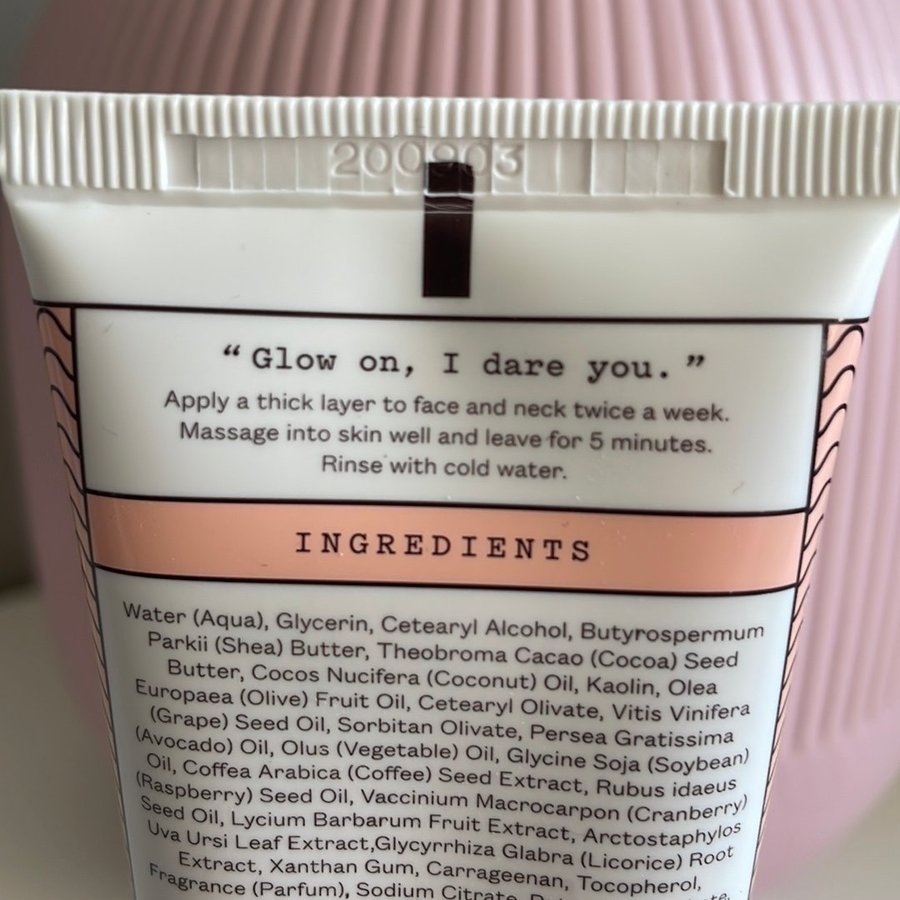 200903
“Glow on, I dare you.”
Apply a thick layer to face and neck twice a week.
Massage into skin well and leave for 5 minutes.
Rinse with cold water.
INGREDIENTS
Water (Aqua), Glycerin, Cetearyl Alcohol, Butyrospermum
Parkii (Shea) Butter, Theobroma Cacao (Cocoa) Seed
Butter, Cocos Nucifera (Coconut) Oil, Kaolin, Olea
Europaea (Olive) Fruit Oil, Cetearyl Olivate, Vitis Vinifera
(Grape) Seed Oil, Sorbitan Olivate, Persea Gratissima
(Avocado) Oil, Olus (Vegetable) Oil, Glycine Soja (Soybean)
Oil, Coffea Arabica (Coffee) Seed Extract, Rubus idaeus
(Raspberry) Seed Oil, Vaccinium Macrocarpon (Cranberry)
Seed Oil, Lycium Barbarum Fruit Extract, Arctostaphylos
Uva Ursi Leaf Extract,Glycyrrhiza Glabra (Licorice) Root
Extract, Xanthan Gum, Carrageenan, Tocopherol,
Fragrance (Parfum), Sodium Citrate,